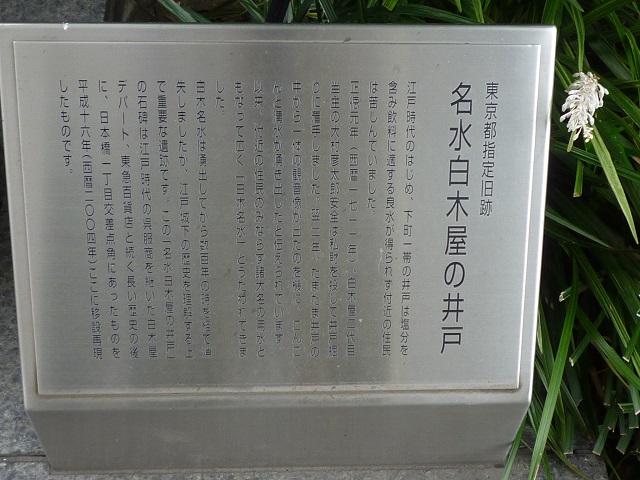 東京都指定旧跡
名水白木屋の井戸
江戸時代のはじめ、下町一帯の井戸は塩分を
含み飲料に適する良水が得られず付近の住民
は苦しんでいました。
正徳元年（西暦一七一一年）、白木屋二代目
当主の大村彦太郎安全は私財を投じて井戸掘
りに着手しました。翌二年、たまたま井戸の
中から一体の観音像が出たのを機に、こんこ
んと清水が湧き出したと伝えられています。
以来、付近の住民のみならず諸大名の用水と
もなって広く「白木名水」とうたわれてきま
した。
白木名水は湧出してから数百年の時を経て消
失しましたが、江戸城下の歴史を理解する上
で重要な遺跡です。この「名水白木屋の井戸」
の石碑は江戸時代の呉服商を継いだ白木屋
デパート、東急百貨店と続く長い歴史の後
に、日本橋一丁目交差点角にあったものを
平成十六年（西暦二〇〇四年）ここに移設再現
したものです。